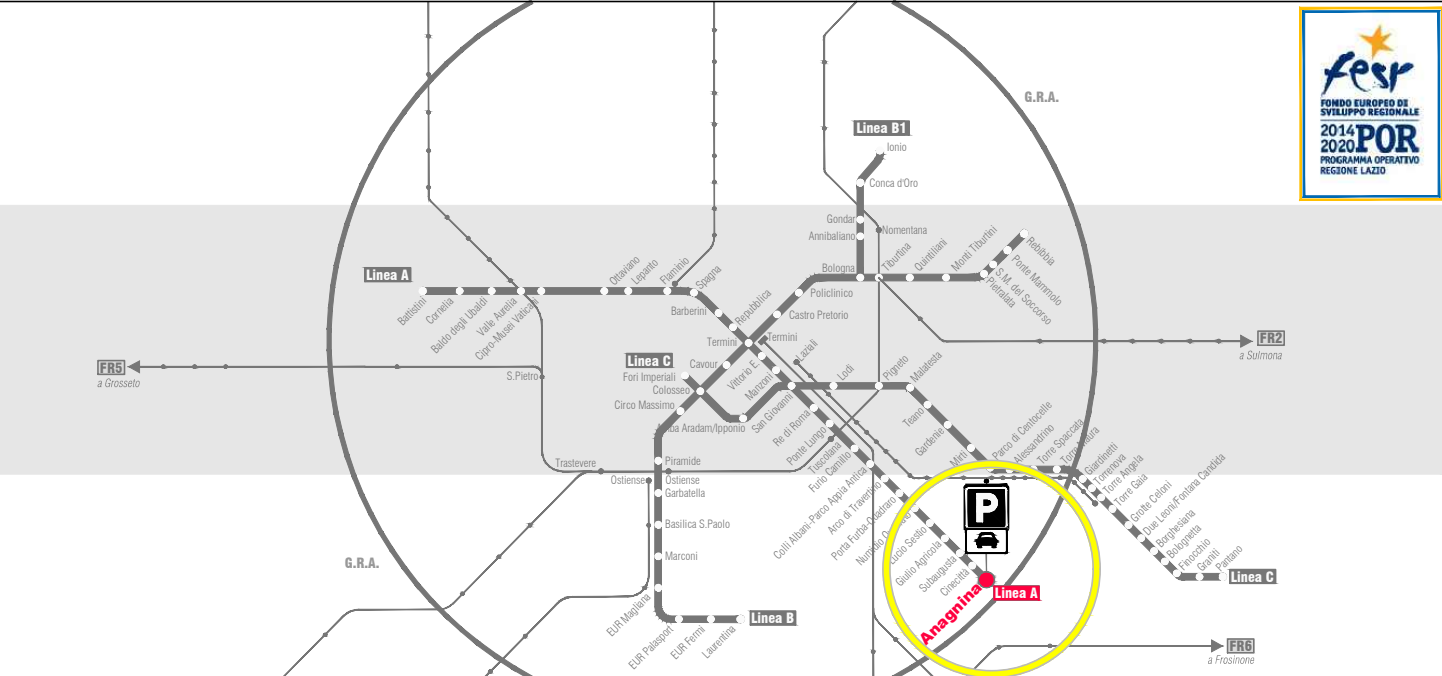 fesr
FONDO EUROPEO DI
SVILUPPO REGIONALE
2014
2020 POR
PROGRAMMA OPERATIVO
REGIONE LAZIO
G.R.A.
Linea B1
Ionio
Conca d'Oro
Gondar
Annibaliano
Nomentana
Bologna
Tiburtina
Quintiliani
Monti Tiburtini
Rebibbia
Ponte Mammolo
S.M. del Soccorso
Pietralata
Linea A
Battistini
Cornelia
Baldo degli Ubaldi
Valle Aurelia
Cipro-Musei Vaticani
Ottaviano
Lepanto
Flaminio
Spagna
Barberini
Repubblica
Policlinico
Castro Pretorio
Termini
Termini
Laziali
FR2
a Sulmona
FR5
a Grosseto
S.Pietro
Linea C
Fori Imperiali
Colosseo
Cavour
Circo Massimo
Vittorio E.
Manzoni
San Giovanni
Lodi
Pigneto
Malatesta
Aradam/Ipponio
Re di Roma
Ponte Lungo
Tuscolana
Furio Camillo
Colli Albani-Parco Appia Antica
Arco di Travertino
Porta Furba-Quadraro
Numidio
Lucio Sestio
Giulio Agricola
Subaugusta
Cinecittà
Anagnina
Linea A
P
Teano
Gardenie
Mirti
Parco di Centocelle
Alessandrino
Torre Spaccata
Torre Maura
Giardinetti
Torrenova
Torre Angela
Torre Gaia
Grotte Celoni
Due Leoni/Fontana Candida
Borghesiana
Bolognetta
Finocchio
Graniti
Pantano
Linea C
Trastevere
Piramide
Ostiense
Ostiense
Garbatella
Basilica S.Paolo
Marconi
EUR Magliana
EUR Palasport
EUR Fermi
Laurentina
Linea B
G.R.A.
FR6
a Frosinone